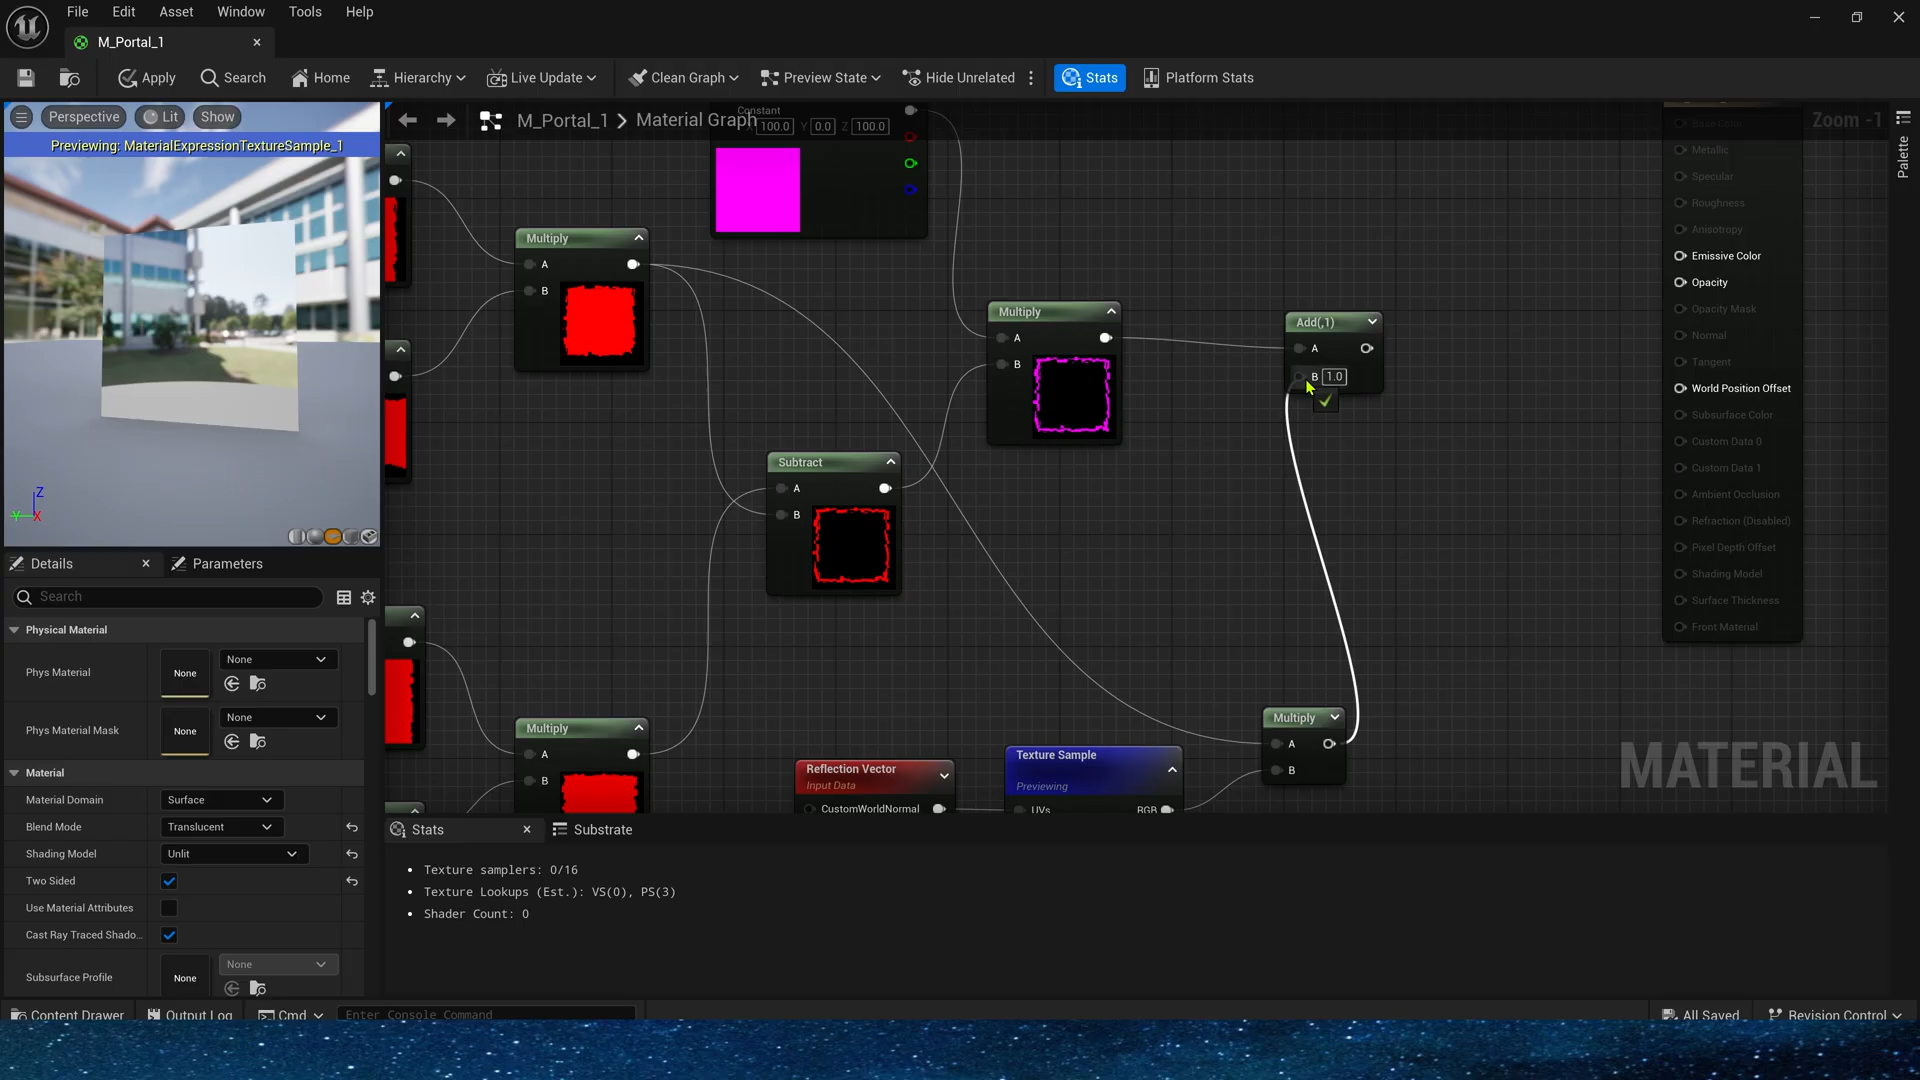 File Edit Asset Window Tools Help
M_Portal_1
Apply Search Home Hierarchy Live Update Clean Graph Preview State Hide Unrelated Stats Platform Stats
Perspective Lit Show
Previewing: MaterialExpressionTextureSample_1
M_Portal_1 > Material Graph
Zoom -1
Palette
Constant
X 100.0 Y 0.0 Z 100.0
Multiply
A
B
Multiply
A
B
Add(,1)
A
B 1.0
Subtract
A
B
Multiply
A
B
Reflection Vector
Input Data
CustomWorldNormal
Texture Sample
Previewing
UVs RGB
Multiply
A
B
Base Color
Metallic
Specular
Roughness
Anisotropy
Emissive Color
Opacity
Opacity Mask
Normal
Tangent
World Position Offset
Subsurface Color
Custom Data 0
Custom Data 1
Ambient Occlusion
Refraction (Disabled)
Pixel Depth Offset
Shading Model
Surface Thickness
Front Material
MATERIAL
Z
Y X
Details Parameters
Search
Physical Material
Phys Material None None
Phys Material Mask None None
Material
Material Domain Surface
Blend Mode Translucent
Shading Model Unlit
Two Sided
Use Material Attributes
Cast Ray Traced Shado...
Subsurface Profile None None
Stats Substrate
Texture samplers: 0/16
Texture Lookups (Est.): VS(0), PS(3)
Shader Count: 0
Content Drawer Output Log Cmd Enter Console Command All Saved Revision Control